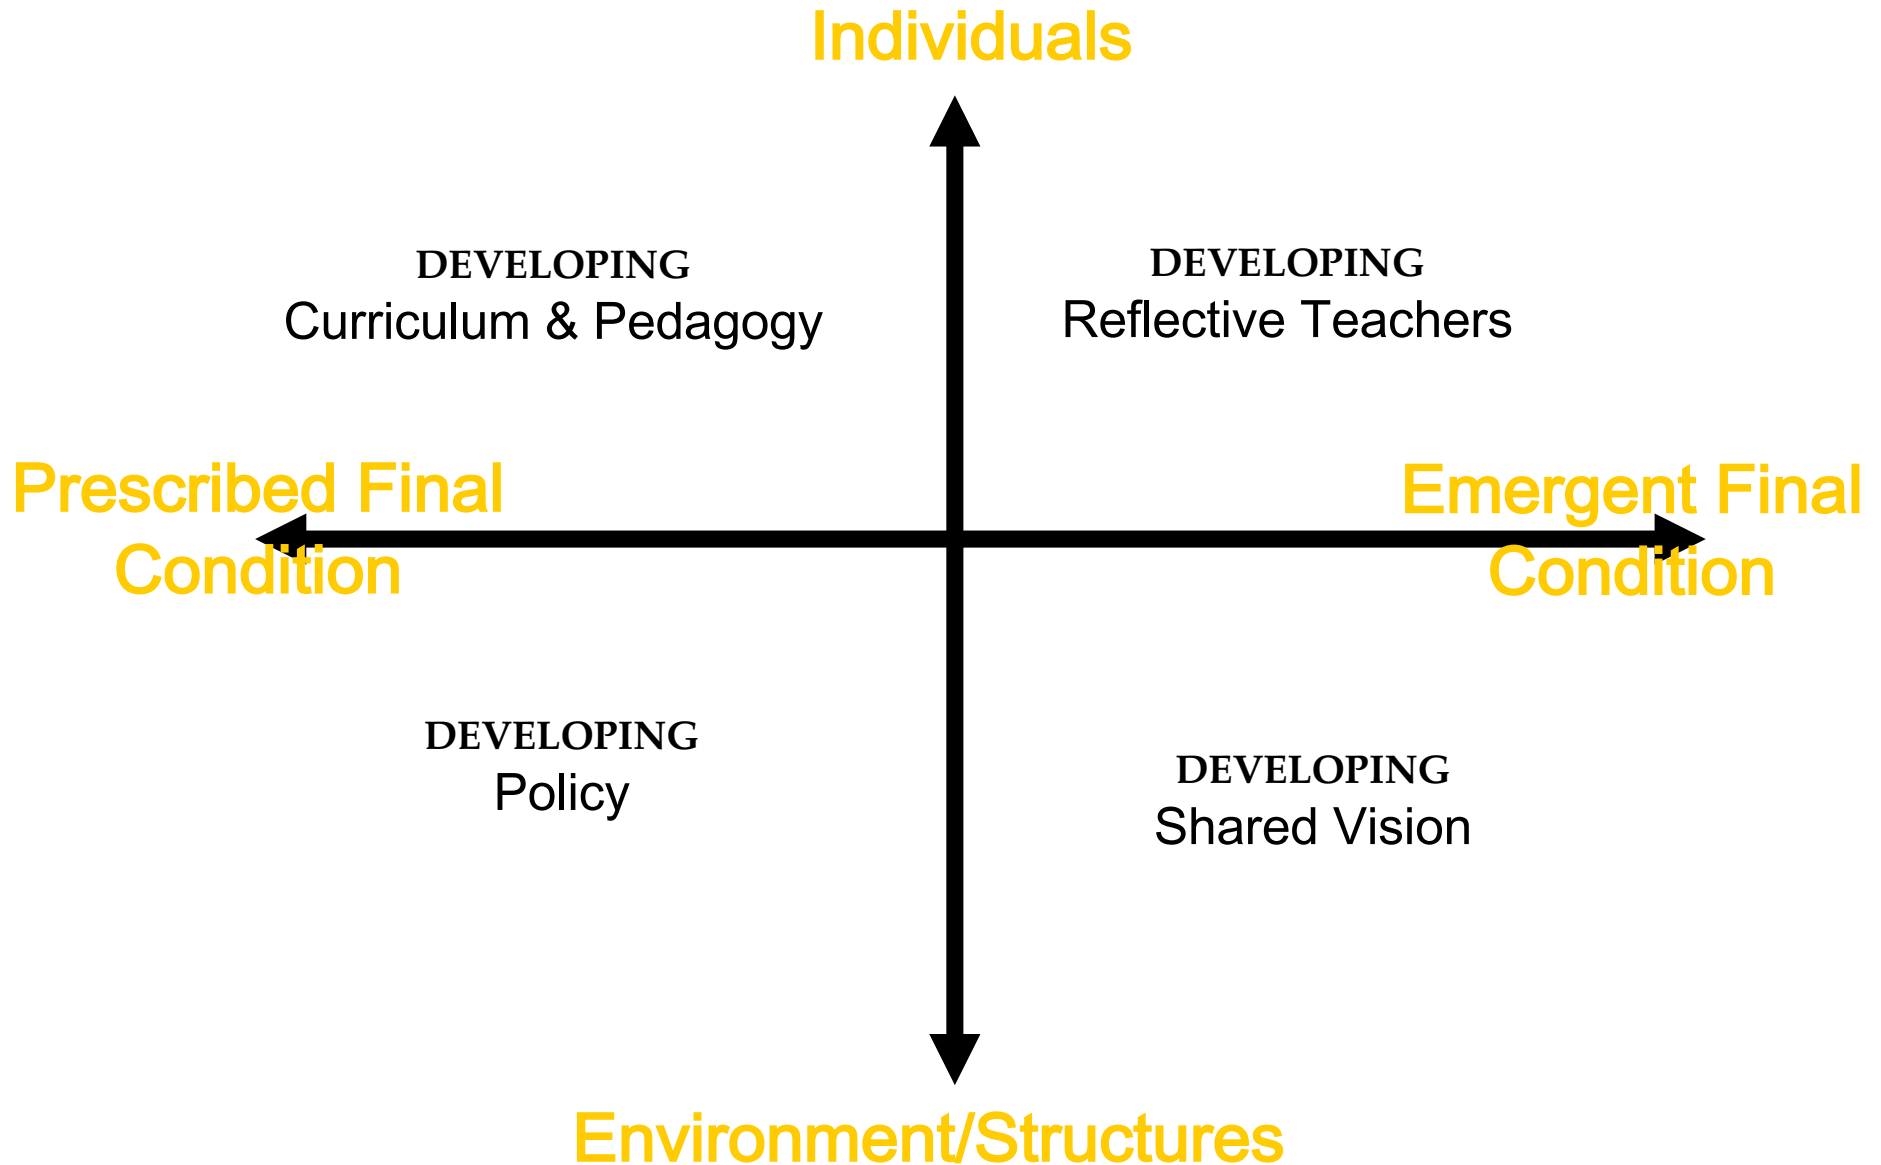 Individuals
DEVELOPING
Curriculum & Pedagogy
DEVELOPING
Reflective Teachers
Prescribed Final
Condition
Emergent Final
Condition
DEVELOPING
Policy
DEVELOPING
Shared Vision
Environment/Structures